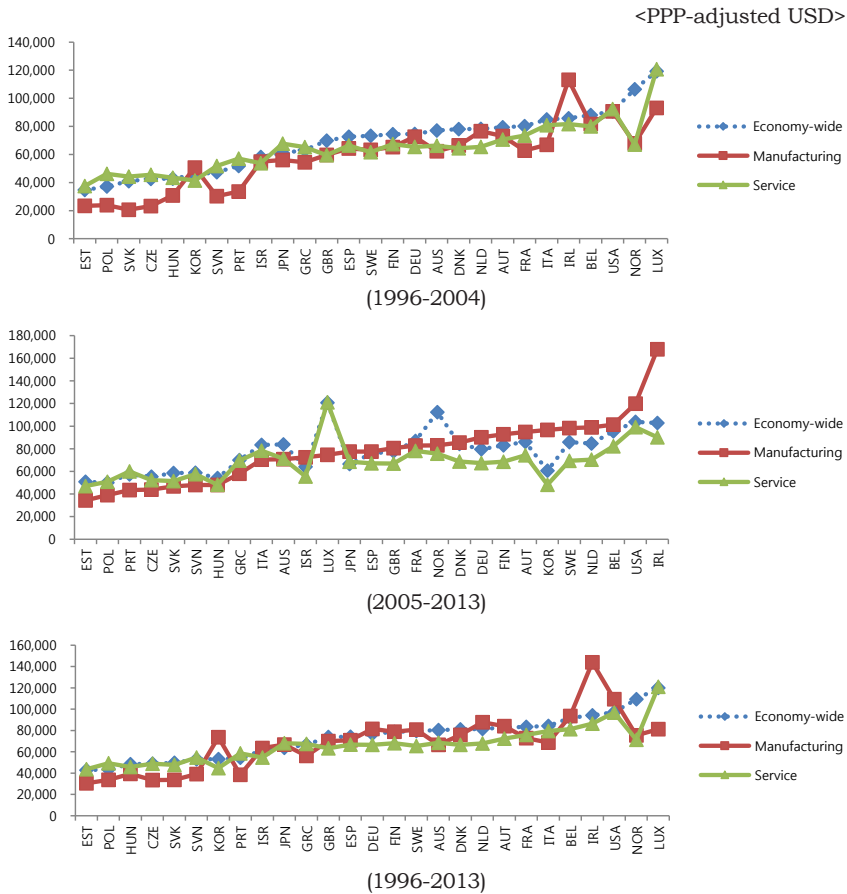 <PPP-adjusted USD>
140,000
120,000
100,000
80,000
60,000
40,000
20,000
0
EST POL SVK CZE HUN KOR SVN PRT ISR JPN GRC GBR ESP SWE FIN DEU AUS DNK NLD AUT FRA ITA IRL BEL USA NOR LUX
Economy-wide
Manufacturing
Service
(1996-2004)
180,000
160,000
140,000
120,000
100,000
80,000
60,000
40,000
20,000
0
EST POL PRT CZE SVK SVN HUN GRC ITA AUS ISR LUX JPN ESP GBR FRA NOR DNK DEU FIN AUT KOR SWE NLD BEL USA IRL
Economy-wide
Manufacturing
Service
(2005-2013)
160,000
140,000
120,000
100,000
80,000
60,000
40,000
20,000
0
EST POL HUN CZE SVK SVN KOR PRT ISR JPN GRC GBR ESP DEU FIN SWE AUS DNK NLD AUT FRA ITA BEL IRL USA NOR LUX
Economy-wide
Manufacturing
Service
(1996-2013)